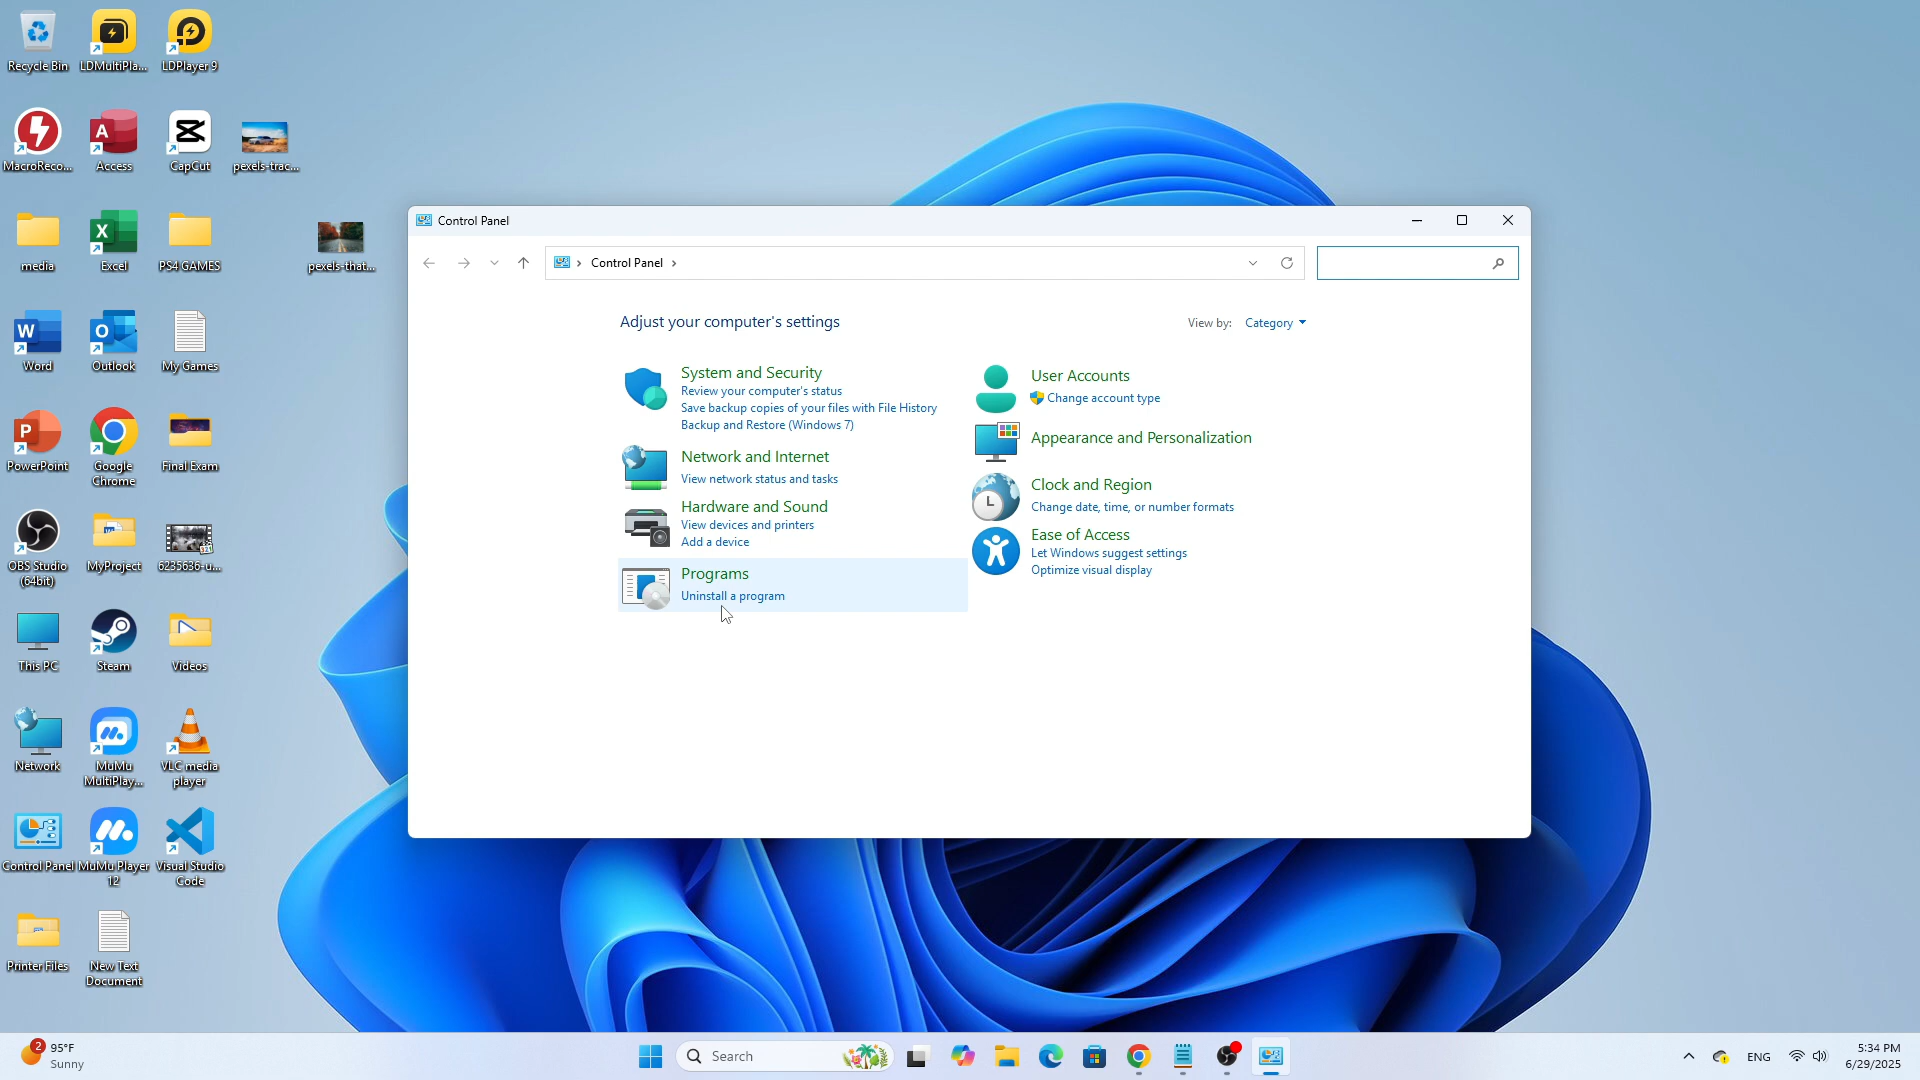 Recycle Bin
LDMultiPla...
LDPlayer 9
MacroReco...
Access
CapCut
pexels-trac...
media
Excel
PS4 GAMES
pexels-that...
Word
Outlook
My Games
PowerPoint
Google
Chrome
Final Exam
OBS Studio
(64bit)
MyProject
6235636-u...
This PC
Steam
Videos
Network
MuMu
MultiPlay...
VLC media
player
Control Panel
MuMu Player
12
Visual Studio
Code
Printer Files
New Text
Document
Control Panel
Control Panel
Adjust your computer's settings
View by: Category
System and Security
Review your computer's status
Save backup copies of your files with File History
Backup and Restore (Windows 7)
Network and Internet
View network status and tasks
Hardware and Sound
View devices and printers
Add a device
Programs
Uninstall a program
User Accounts
Change account type
Appearance and Personalization
Clock and Region
Change date, time, or number formats
Ease of Access
Let Windows suggest settings
Optimize visual display
2
95°F
Sunny
Search
ENG
5:34 PM
6/29/2025